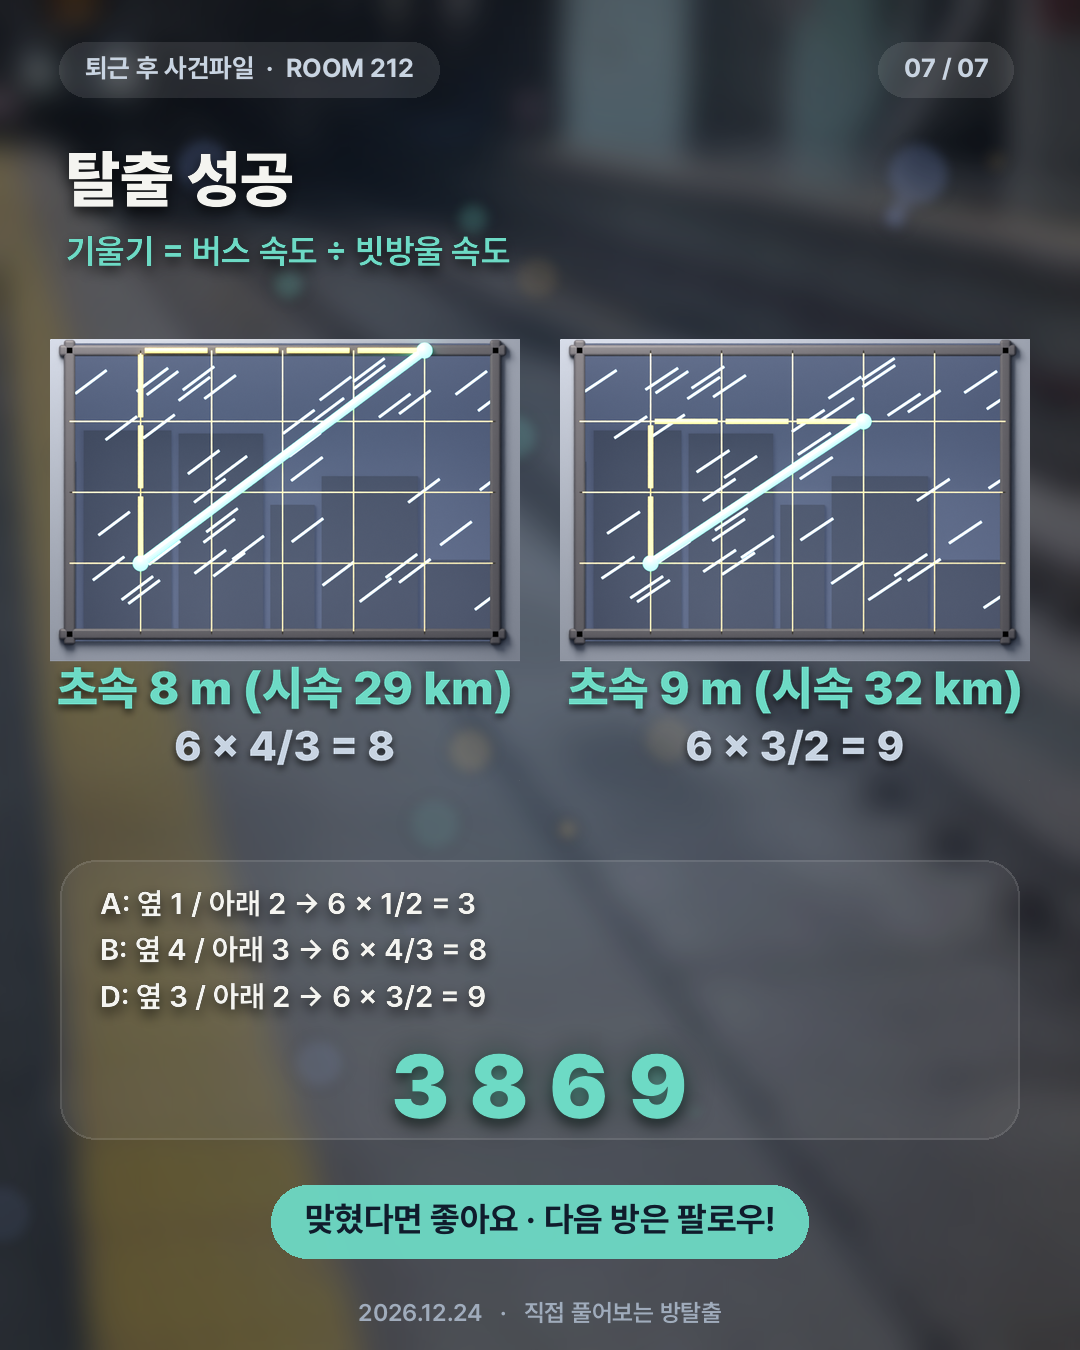 퇴근 후 사건파일 · ROOM 212
07 / 07
탈출 성공
기울기 = 버스 속도 ÷ 빗방울 속도
초속 8 m (시속 29 km)
6 × 4/3 = 8
초속 9 m (시속 32 km)
6 × 3/2 = 9
A: 옆 1 / 아래 2 → 6 × 1/2 = 3
B: 옆 4 / 아래 3 → 6 × 4/3 = 8
D: 옆 3 / 아래 2 → 6 × 3/2 = 9
3 8 6 9
맞혔다면 좋아요 · 다음 방은 팔로우!
2026.12.24 · 직접 풀어보는 방탈출